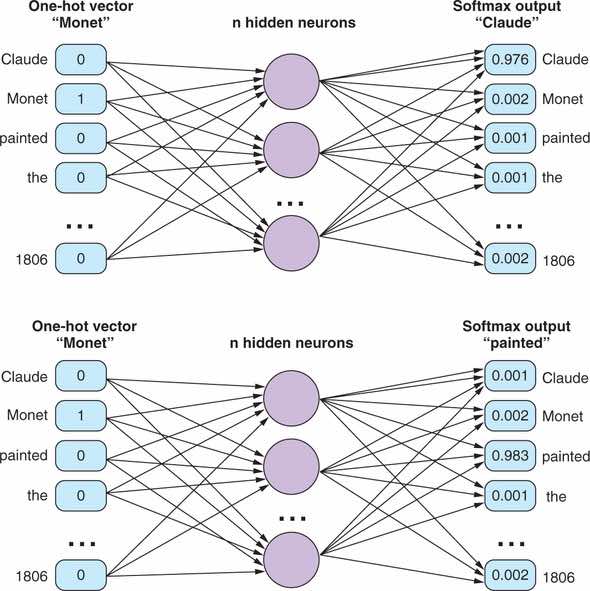 One-hot vector n hidden neurons Softmax output
“Monet” “Claude”
Claude 0 0.976 Claude
Monet 1 0.002 Monet
painted 0 0.001 painted
the 0 0.001 the
... ... ...
1806 0 0.002 1806
One-hot vector n hidden neurons Softmax output
“Monet” “painted”
Claude 0 0.001 Claude
Monet 1 0.002 Monet
painted 0 0.983 painted
the 0 0.001 the
... ... ...
1806 0 0.002 1806